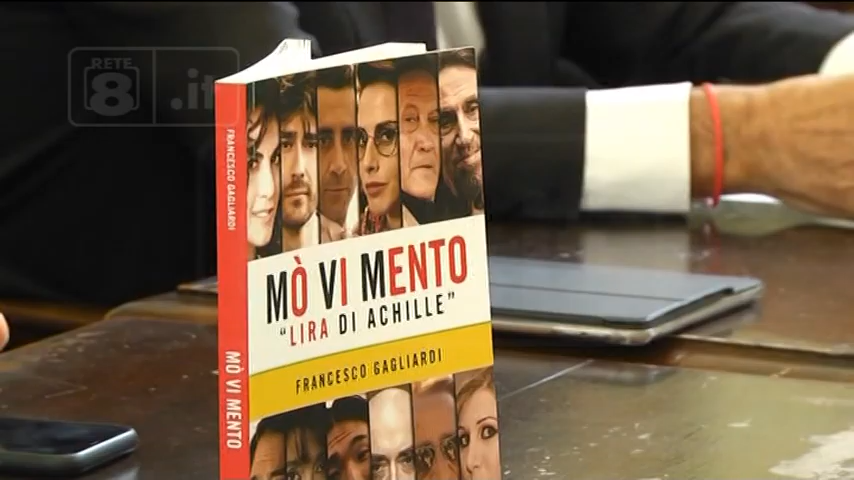 RETE
8
.it
FRANCESCO GAGLIARDI
MÒ VI MENTO
MÒ VI MENTO
“LIRA DI ACHILLE”
FRANCESCO GAGLIARDI